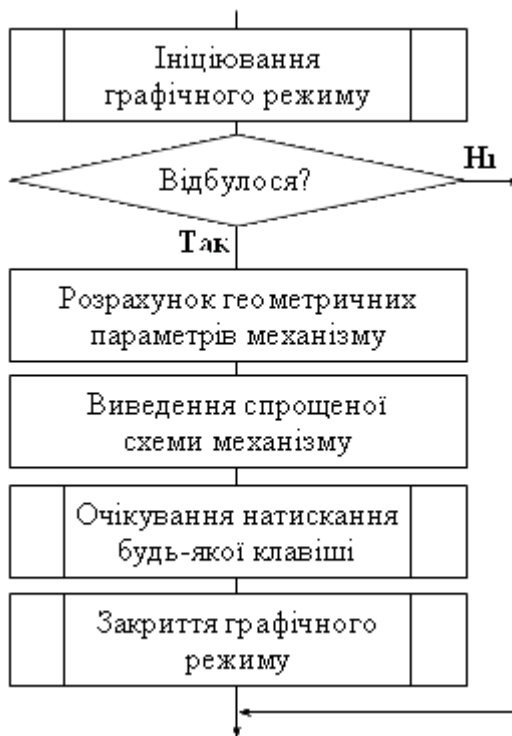 Ініціювання
графічного режиму
Ні
Відбулося?
Так
Розрахунок геометричних
параметрів механізму
Виведення спрощеної
схеми механізму
Очікування натискання
будь-якої клавіші
Закриття графічного
режиму